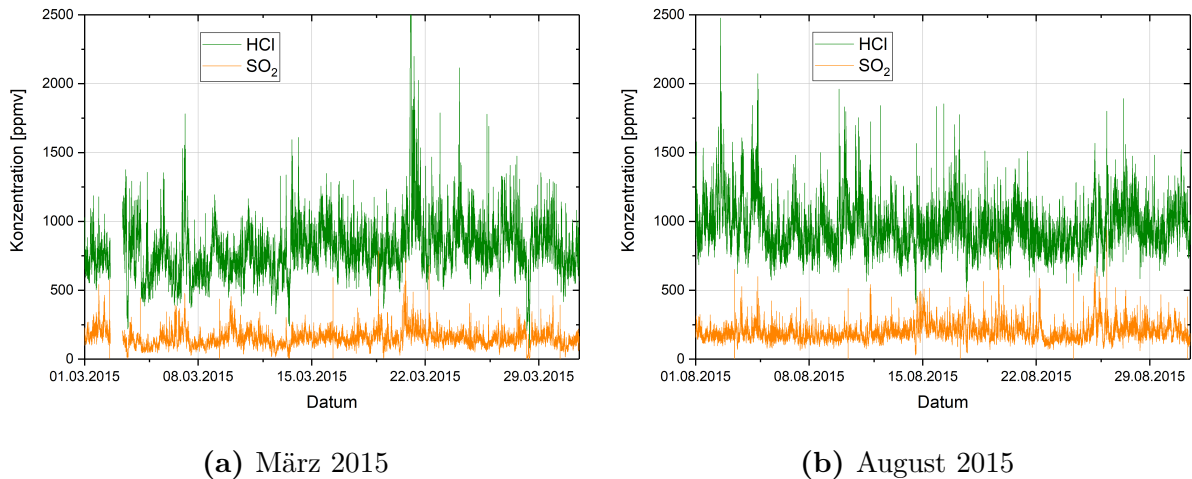 2500
2000
1500
1000
500
0
Konzentration [ppmv]
HCl
SO2
01.03.2015 08.03.2015 15.03.2015 22.03.2015 29.03.2015
Datum
(a) März 2015
2500
2000
1500
1000
500
0
Konzentration [ppmv]
HCl
SO2
01.08.2015 08.08.2015 15.08.2015 22.08.2015 29.08.2015
Datum
(b) August 2015